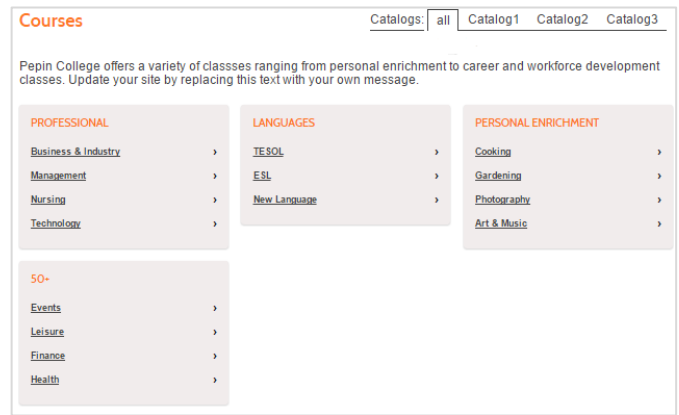 Courses
Catalogs: all Catalog1 Catalog2 Catalog3
Pepin College offers a variety of classses ranging from personal enrichment to career and workforce development
classes. Update your site by replacing this text with your own message.
PROFESSIONAL
Business & Industry ›
Management ›
Nursing ›
Technology ›
LANGUAGES
TESOL ›
ESL ›
New Language ›
PERSONAL ENRICHMENT
Cooking ›
Gardening ›
Photography ›
Art & Music ›
50+
Events ›
Leisure ›
Finance ›
Health ›